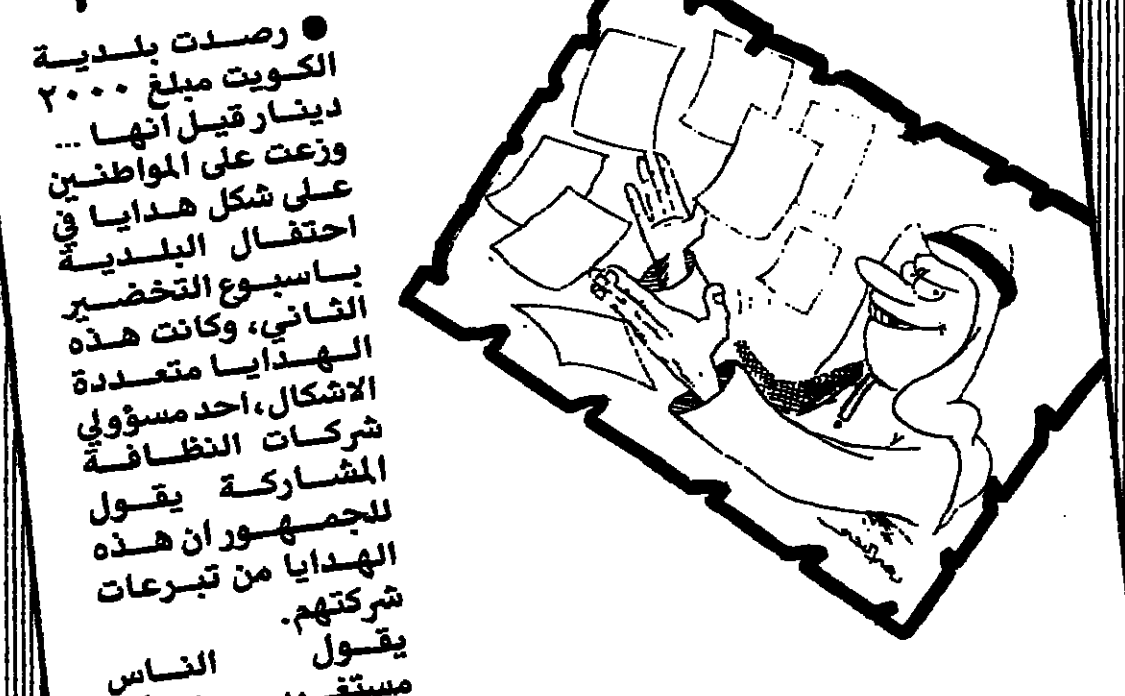 ● رصدت بلدية
الكويت مبلغ ٢٠٠٠
دينار قيل انها ...
وزعت على المواطنين
على شكل هدايا في
احتفال البلدية
باسبوع التخضير
الثاني، وكانت هذه
الهدايا متعددة
الاشكال، احد مسؤولي
شركات النظافة
المشاركة يقول
للجمهور ان هذه
الهدايا من تبرعات
شركتهم.
يقول الناس